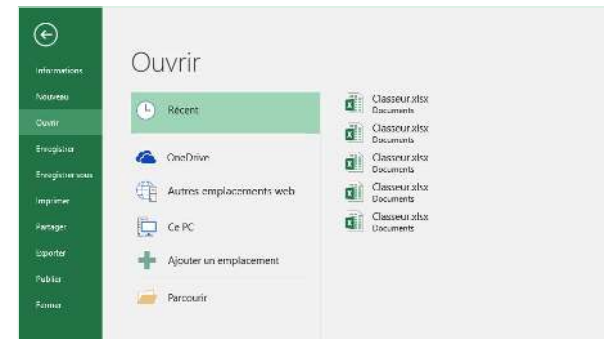 Informations
Nouveau
Ouvrir
Enregistrer
Enregistrer sous
Imprimer
Partager
Exporter
Publier
Fermer
Ouvrir
Récent
OneDrive
Autres emplacements web
Ce PC
Ajouter un emplacement
Parcourir
Classeur.xlsx
Documents
Classeur.xlsx
Documents
Classeur.xlsx
Documents
Classeur.xlsx
Documents
Classeur.xlsx
Documents